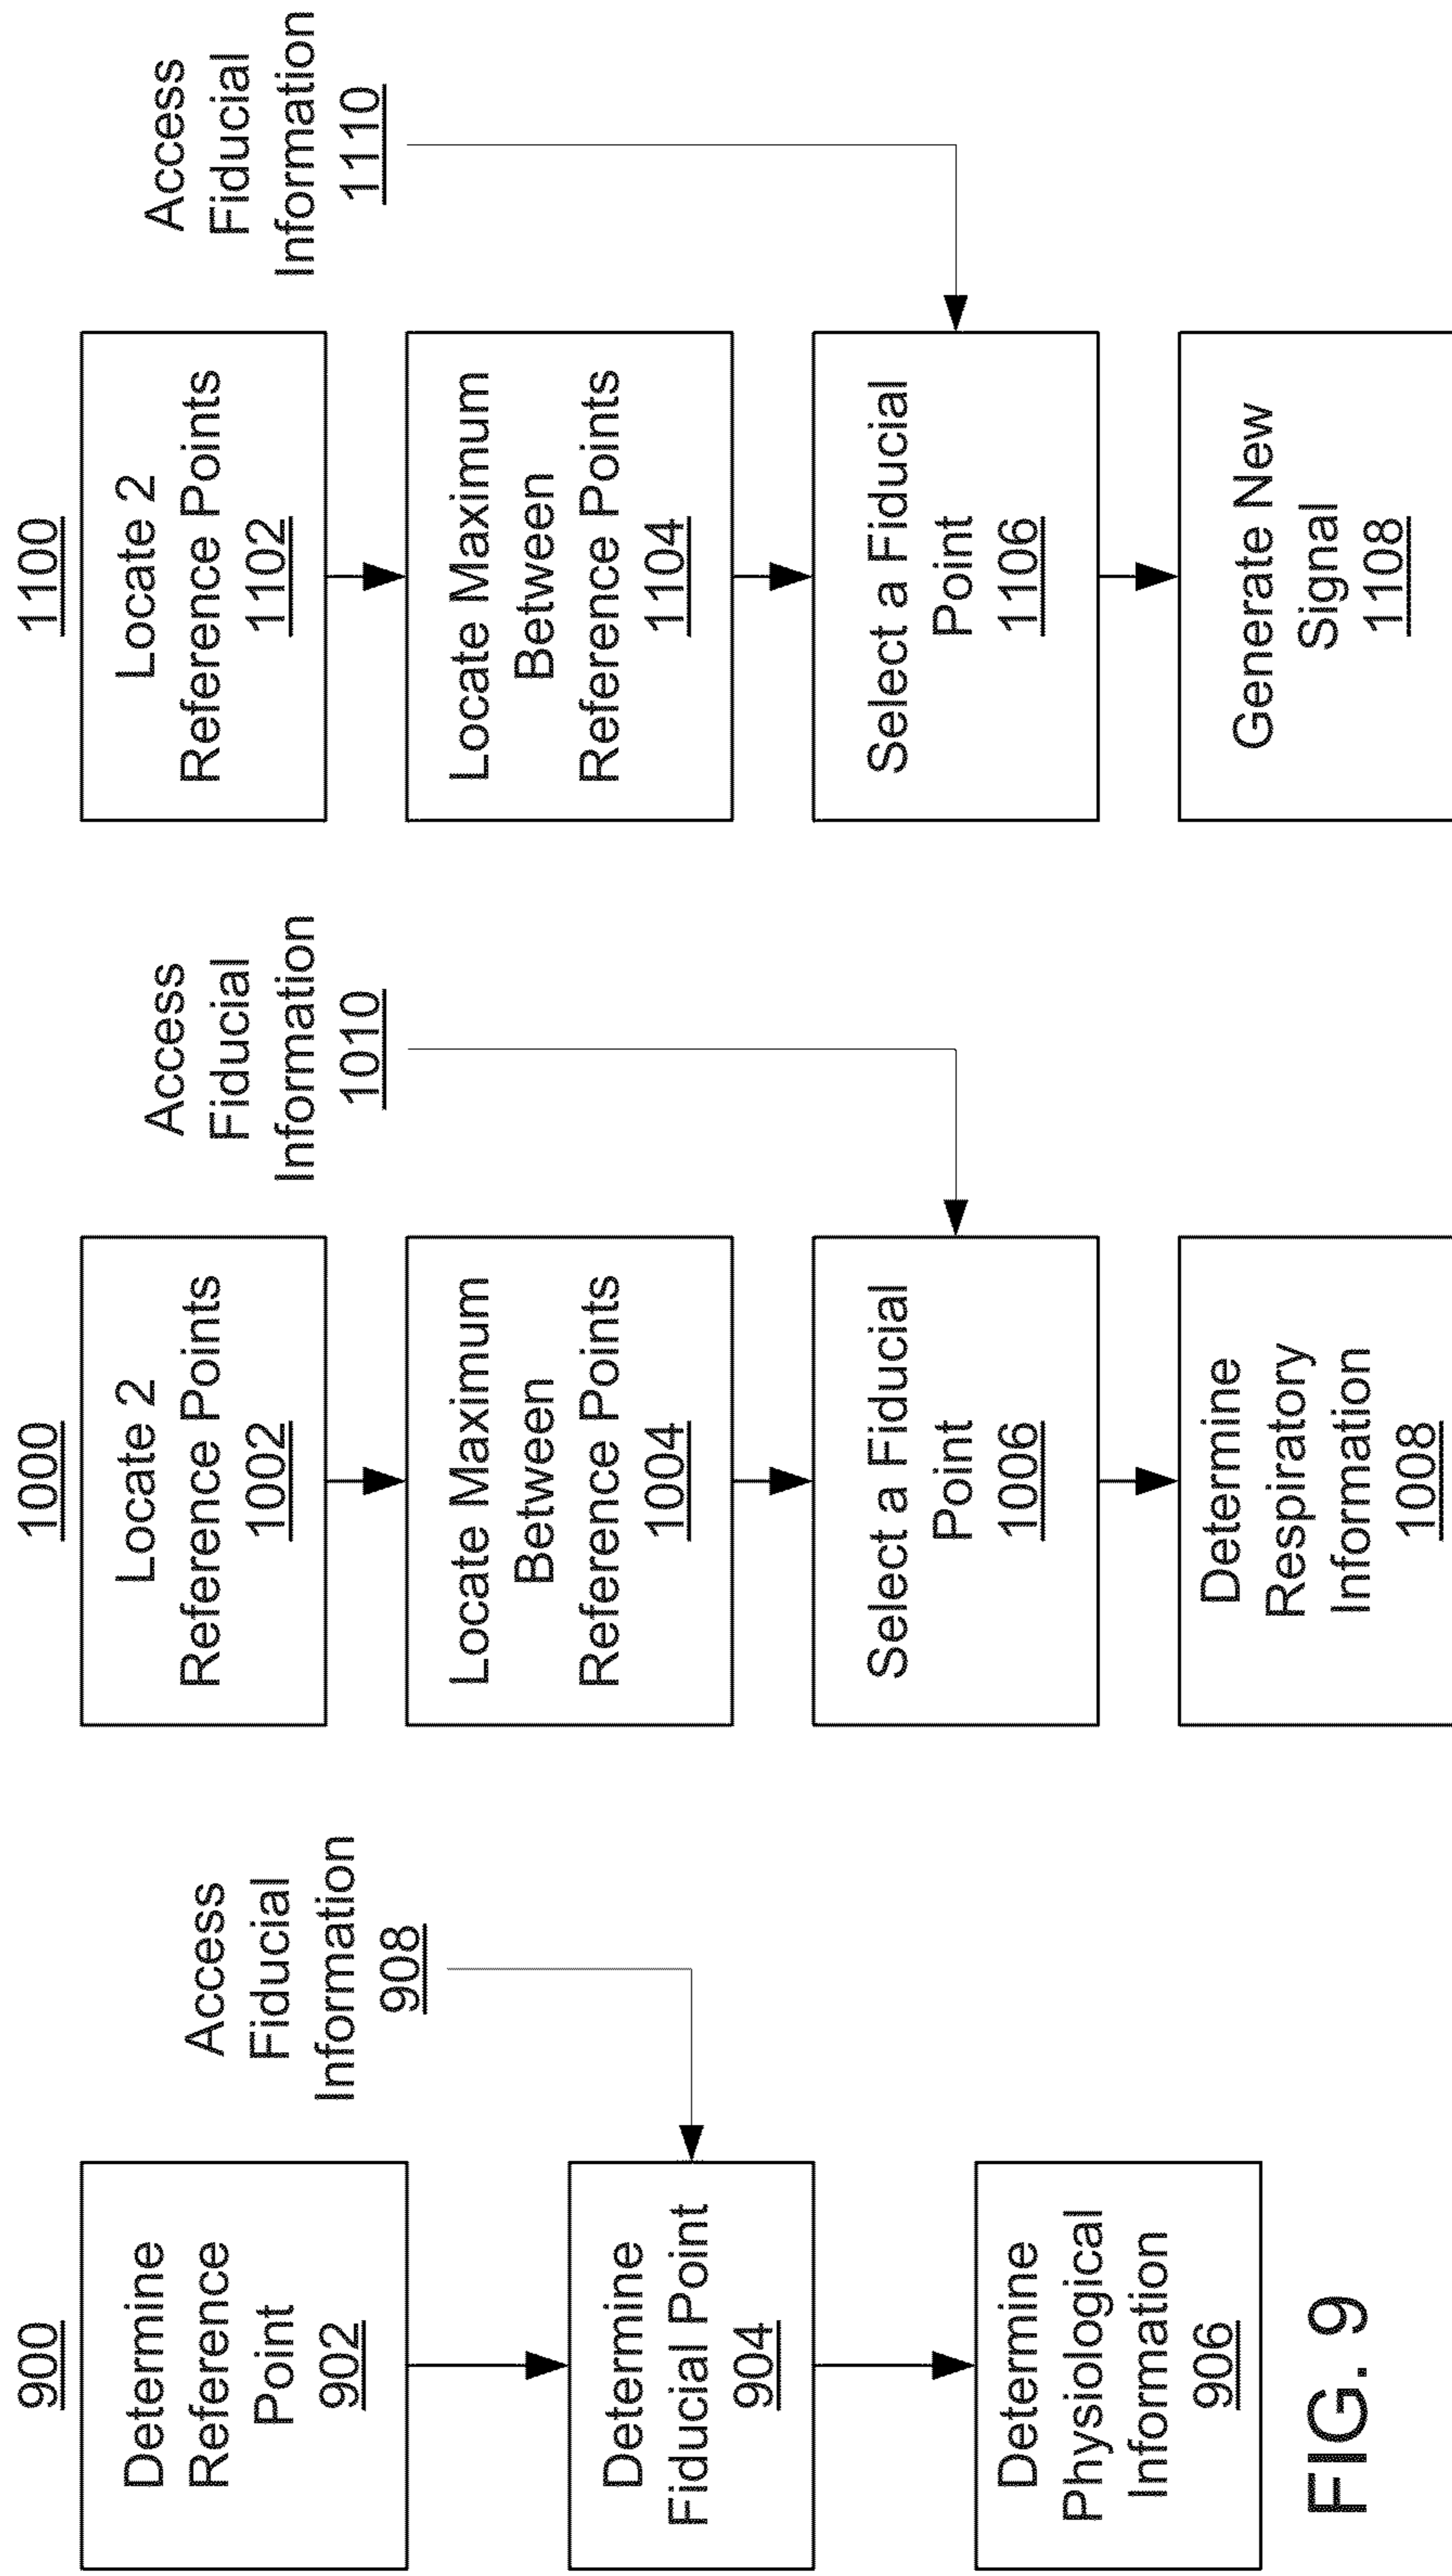 900
Determine
Reference
Point
902
Access
Fiducial
Information
908
Determine
Fiducial Point
904
Determine
Physiological
Information
906
FIG. 9
1000
Locate 2
Reference Points
1002
Access
Fiducial
Information
1010
Locate Maximum
Between
Reference Points
1004
Select a Fiducial
Point
1006
Determine
Respiratory
Information
1008
1100
Locate 2
Reference Points
1102
Access
Fiducial
Information
1110
Locate Maximum
Between
Reference Points
1104
Select a Fiducial
Point
1106
Generate New
Signal
1108